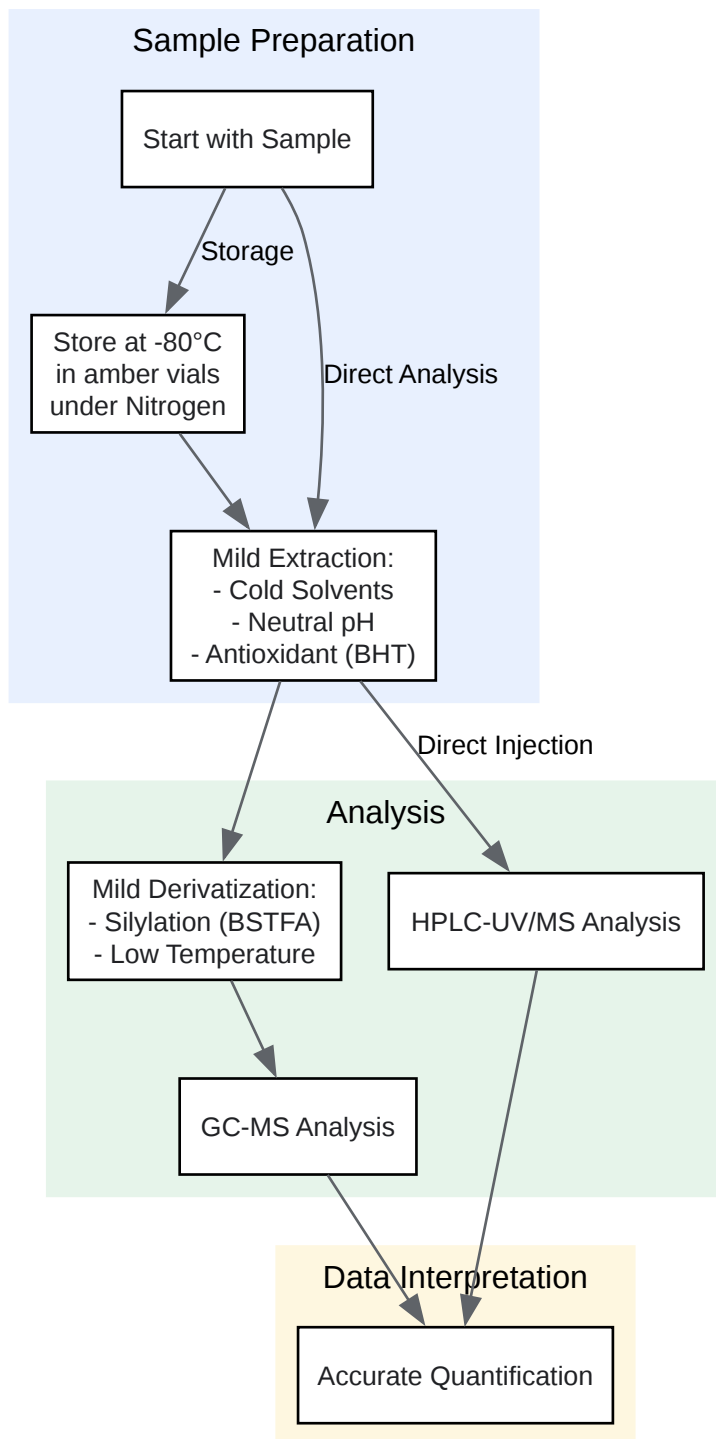 Sample Preparation
Start with Sample
Storage
Store at -80°C
in amber vials
under Nitrogen
Direct Analysis
Mild Extraction:
- Cold Solvents
- Neutral pH
- Antioxidant (BHT)
Direct Injection
Analysis
Mild Derivatization:
- Silylation (BSTFA)
- Low Temperature
HPLC-UV/MS Analysis
GC-MS Analysis
Data Interpretation
Accurate Quantification